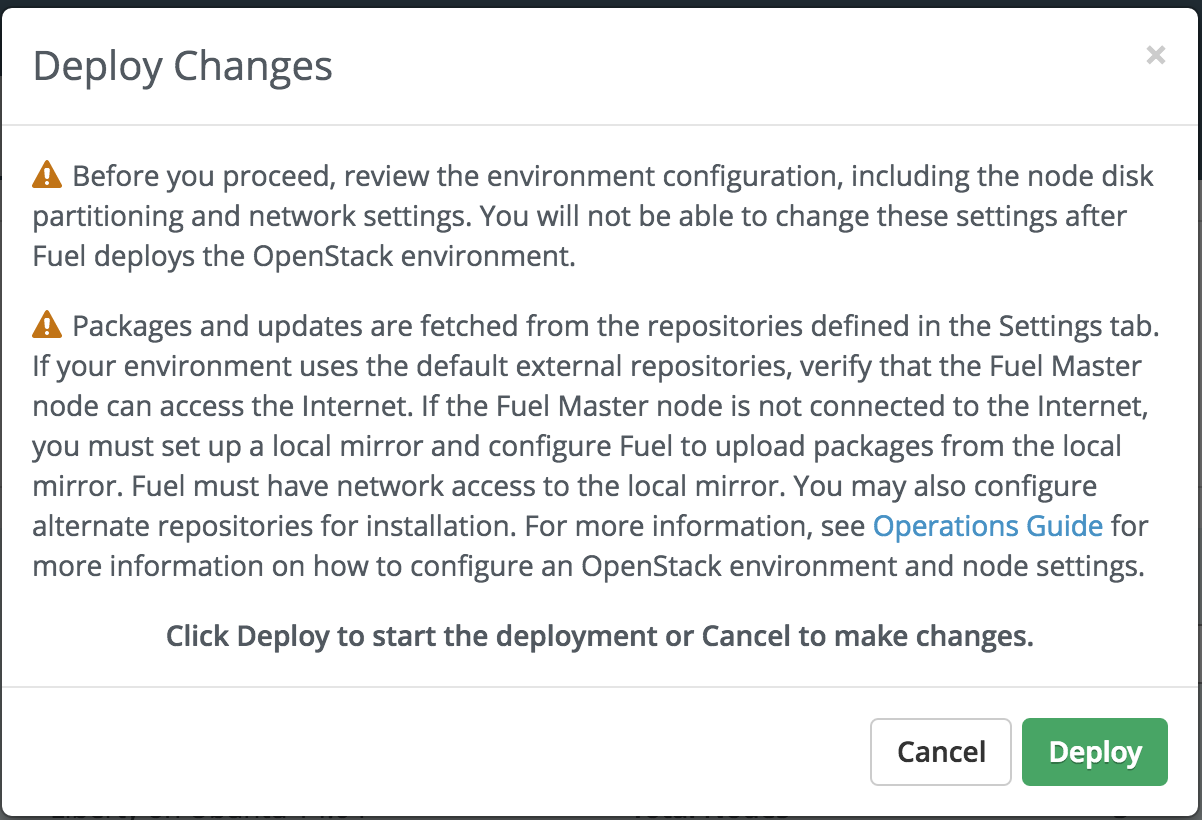 Deploy Changes
×
Before you proceed, review the environment configuration, including the node disk
partitioning and network settings. You will not be able to change these settings after
Fuel deploys the OpenStack environment.
Packages and updates are fetched from the repositories defined in the Settings tab.
If your environment uses the default external repositories, verify that the Fuel Master
node can access the Internet. If the Fuel Master node is not connected to the Internet,
you must set up a local mirror and configure Fuel to upload packages from the local
mirror. Fuel must have network access to the local mirror. You may also configure
alternate repositories for installation. For more information, see Operations Guide for
more information on how to configure an OpenStack environment and node settings.
Click Deploy to start the deployment or Cancel to make changes.
Cancel Deploy